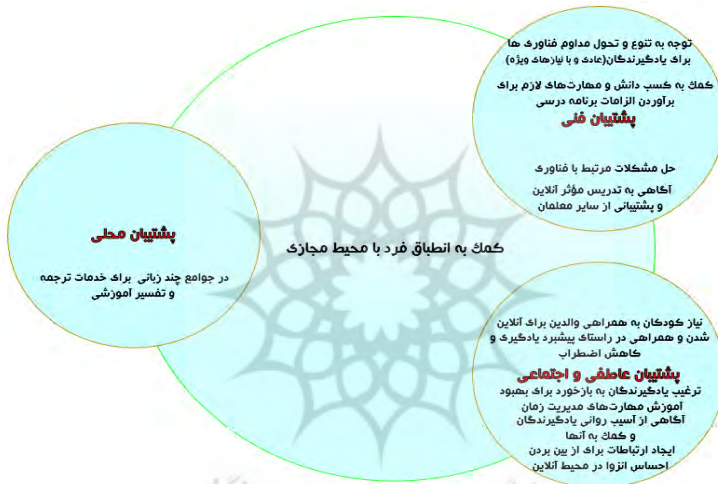 توجه به تنوع و تحول مداوم فناوری ها
برای یادگیرندگان(عادی و با نیازهای ویژه)
کمک به کسب دانش و مهارت‌های لازم برای
برآوردن الزامات برنامه درسی
پشتیبان فنی
حل مشکلات مرتبط با فناوری
آگاهی به تدریس مؤثر آنلاین
و پشتیبانی از سایر معلمان
پشتیبان محلی
در جوامع چند زبانی برای خدمات ترجمه
و تفسیر آموزشی
کمک به انطباق فرد با محیط مجازی
نیاز کودکان به همراهی والدین برای آنلاین
شدن و همراهی در راستای پیشبرد یادگیری و
کاهش اضطراب
پشتیبان عاطفی و اجتماعی
ترغیب یادگیرندگان به بازخورد برای بهبود
آموزش مهارت‌های مدیریت زمان
آگاهی از آسیب روانی یادگیرندگان
و کمک به آنها
ایجاد ارتباطات برای از بین بردن
احساس انزوا در محیط آنلاین